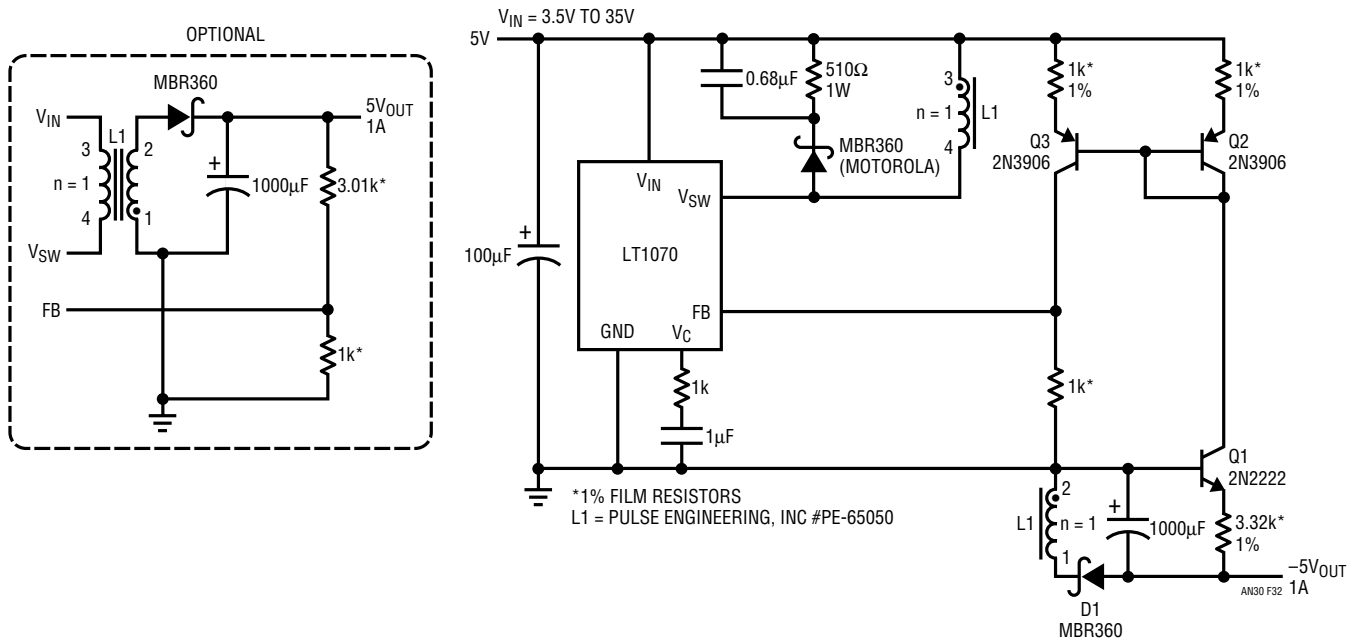 OPTIONAL
MBR360
V_IN
L1
3
2
n = 1
4
1
+
1000µF
5V_OUT
1A
3.01k*
V_SW
FB
1k*
V_IN = 3.5V TO 35V
5V
0.68µF
510Ω
1W
3
n = 1
L1
4
MBR360
(MOTOROLA)
1k*
1%
1k*
1%
Q3
2N3906
Q2
2N3906
V_IN
V_SW
LT1070
+
100µF
FB
GND
V_C
1k
1µF
1k*
Q1
2N2222
*1% FILM RESISTORS
L1 = PULSE ENGINEERING, INC #PE-65050
2
L1
n = 1
1
+
1000µF
3.32k*
1%
–5V_OUT
1A
AN30 F32
D1
MBR360